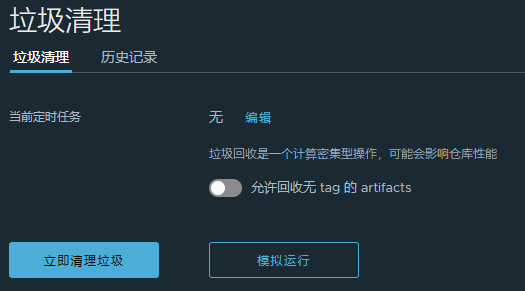 垃圾清理
垃圾清理 历史记录
当前定时任务 无 编辑
垃圾回收是一个计算密集型操作，可能会影响仓库性能
允许回收无 tag 的 artifacts
立即清理垃圾 模拟运行